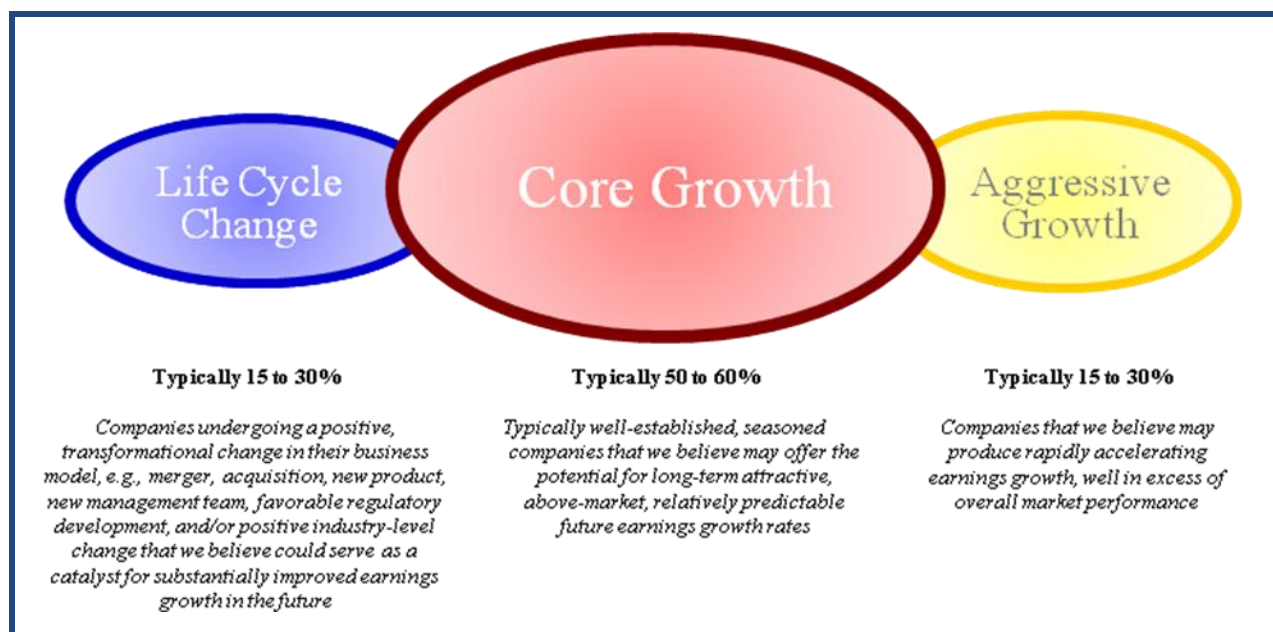 Life Cycle
Change
Core Growth
Aggressive
Growth
Typically 15 to 30%
Companies undergoing a positive,
transformational change in their business
model, e.g., merger, acquisition, new product,
new management team, favorable regulatory
development, and/or positive industry-level
change that we believe could serve as a
catalyst for substantially improved earnings
growth in the future
Typically 50 to 60%
Typically well-established, seasoned
companies that we believe may offer the
potential for long-term attractive,
above-market, relatively predictable
future earnings growth rates
Typically 15 to 30%
Companies that we believe may
produce rapidly accelerating
earnings growth, well in excess of
overall market performance